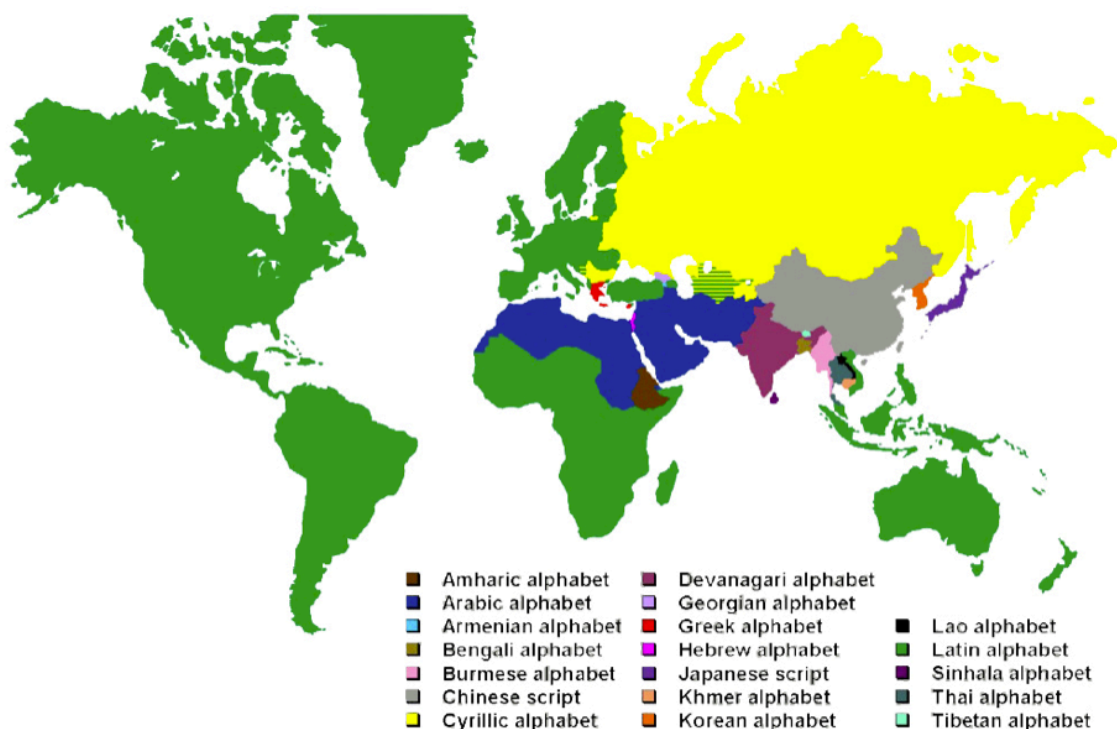 Amharic alphabet
Arabic alphabet
Armenian alphabet
Bengali alphabet
Burmese alphabet
Chinese script
Cyrillic alphabet
Devanagari alphabet
Georgian alphabet
Greek alphabet
Hebrew alphabet
Japanese script
Khmer alphabet
Korean alphabet
Lao alphabet
Latin alphabet
Sinhala alphabet
Thai alphabet
Tibetan alphabet